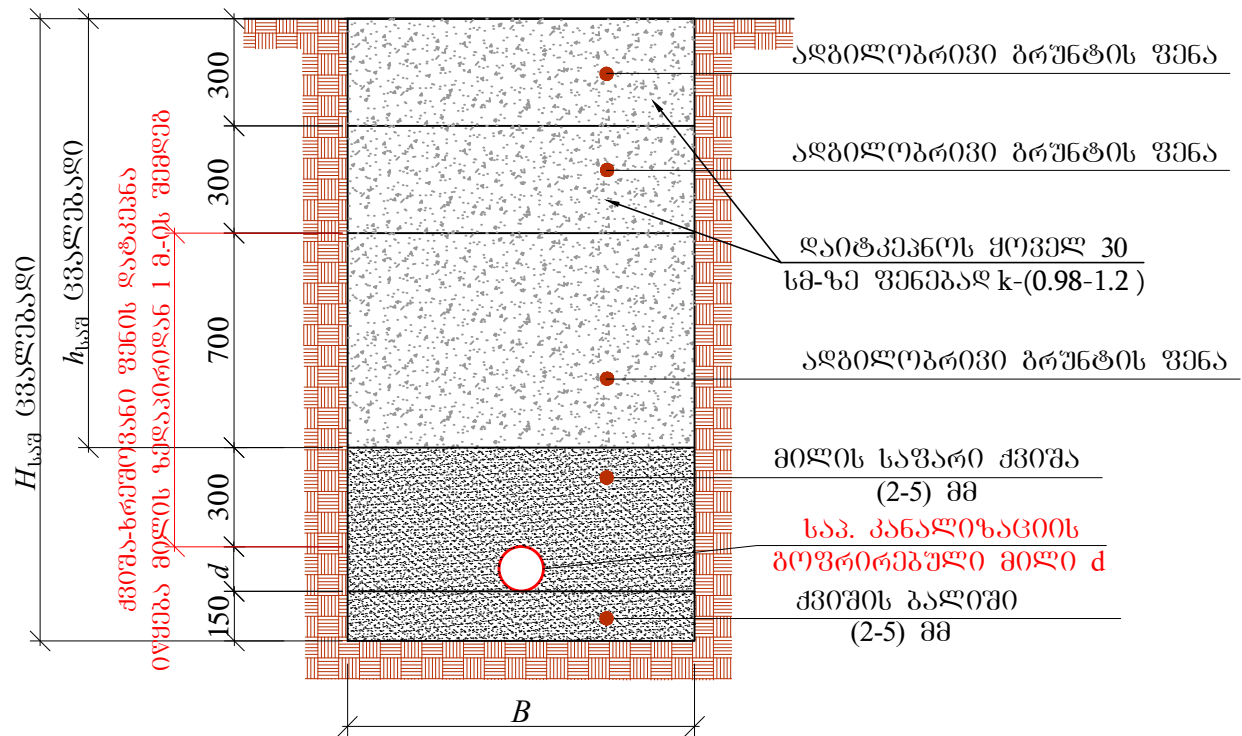 ადგილობრივი გრუნტის ფენა
ადგილობრივი გრუნტის ფენა
დაიტკეპნოს ყოველ 30
სმ-ზე ფენებად k-(0.98-1.2 )
ადგილობრივი გრუნტის ფენა
მილის საფარი ქვიშა
(2-5) მმ
საკ. კანალიზაციის
გოფრირებული მილი d
ქვიშის ბალიში
(2-5) მმ
Hსაშ ცვალებადი
hსაშ ცვალებადი
ქვიშა-ხრეშოვანი ფენის დატკეპნა
იწყება მილის ზედაპირიდან 1 მ.-ის შემდეგ
300
300
700
300
d
150
B